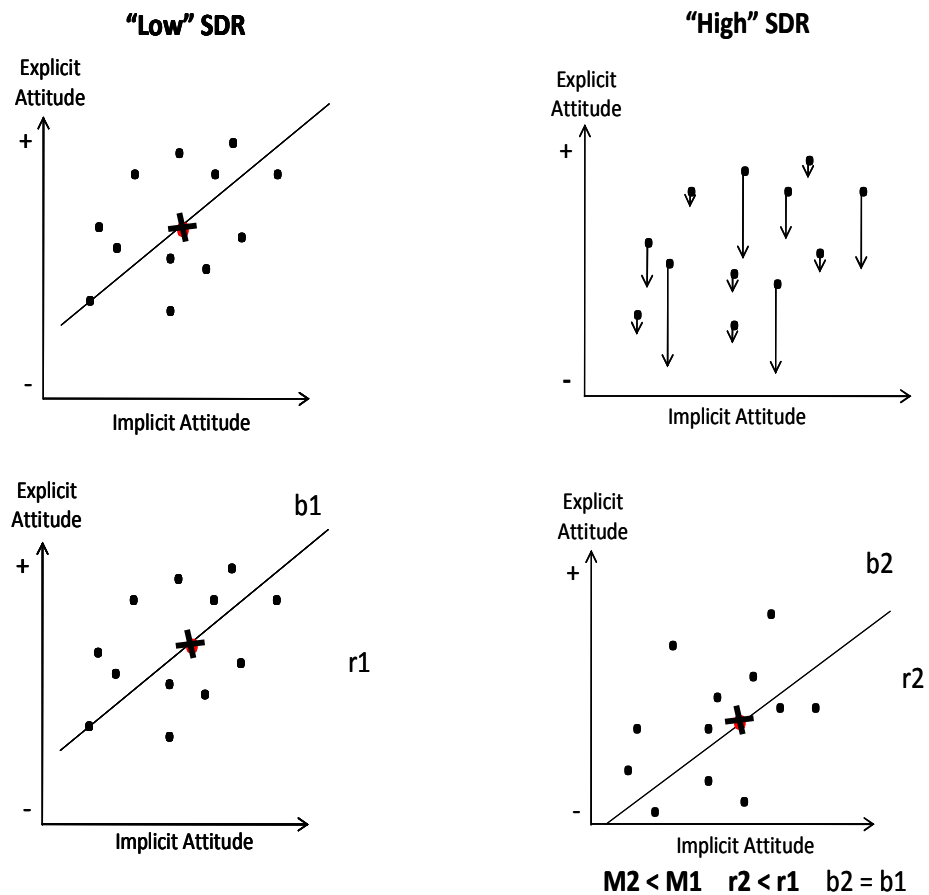 “Low” SDR
“High” SDR
Explicit
Attitude
+
-
Implicit Attitude
Explicit
Attitude
+
-
Implicit Attitude
Explicit
Attitude
b1
+
r1
-
Implicit Attitude
Explicit
Attitude
b2
+
r2
-
Implicit Attitude
M2 < M1 r2 < r1 b2 = b1